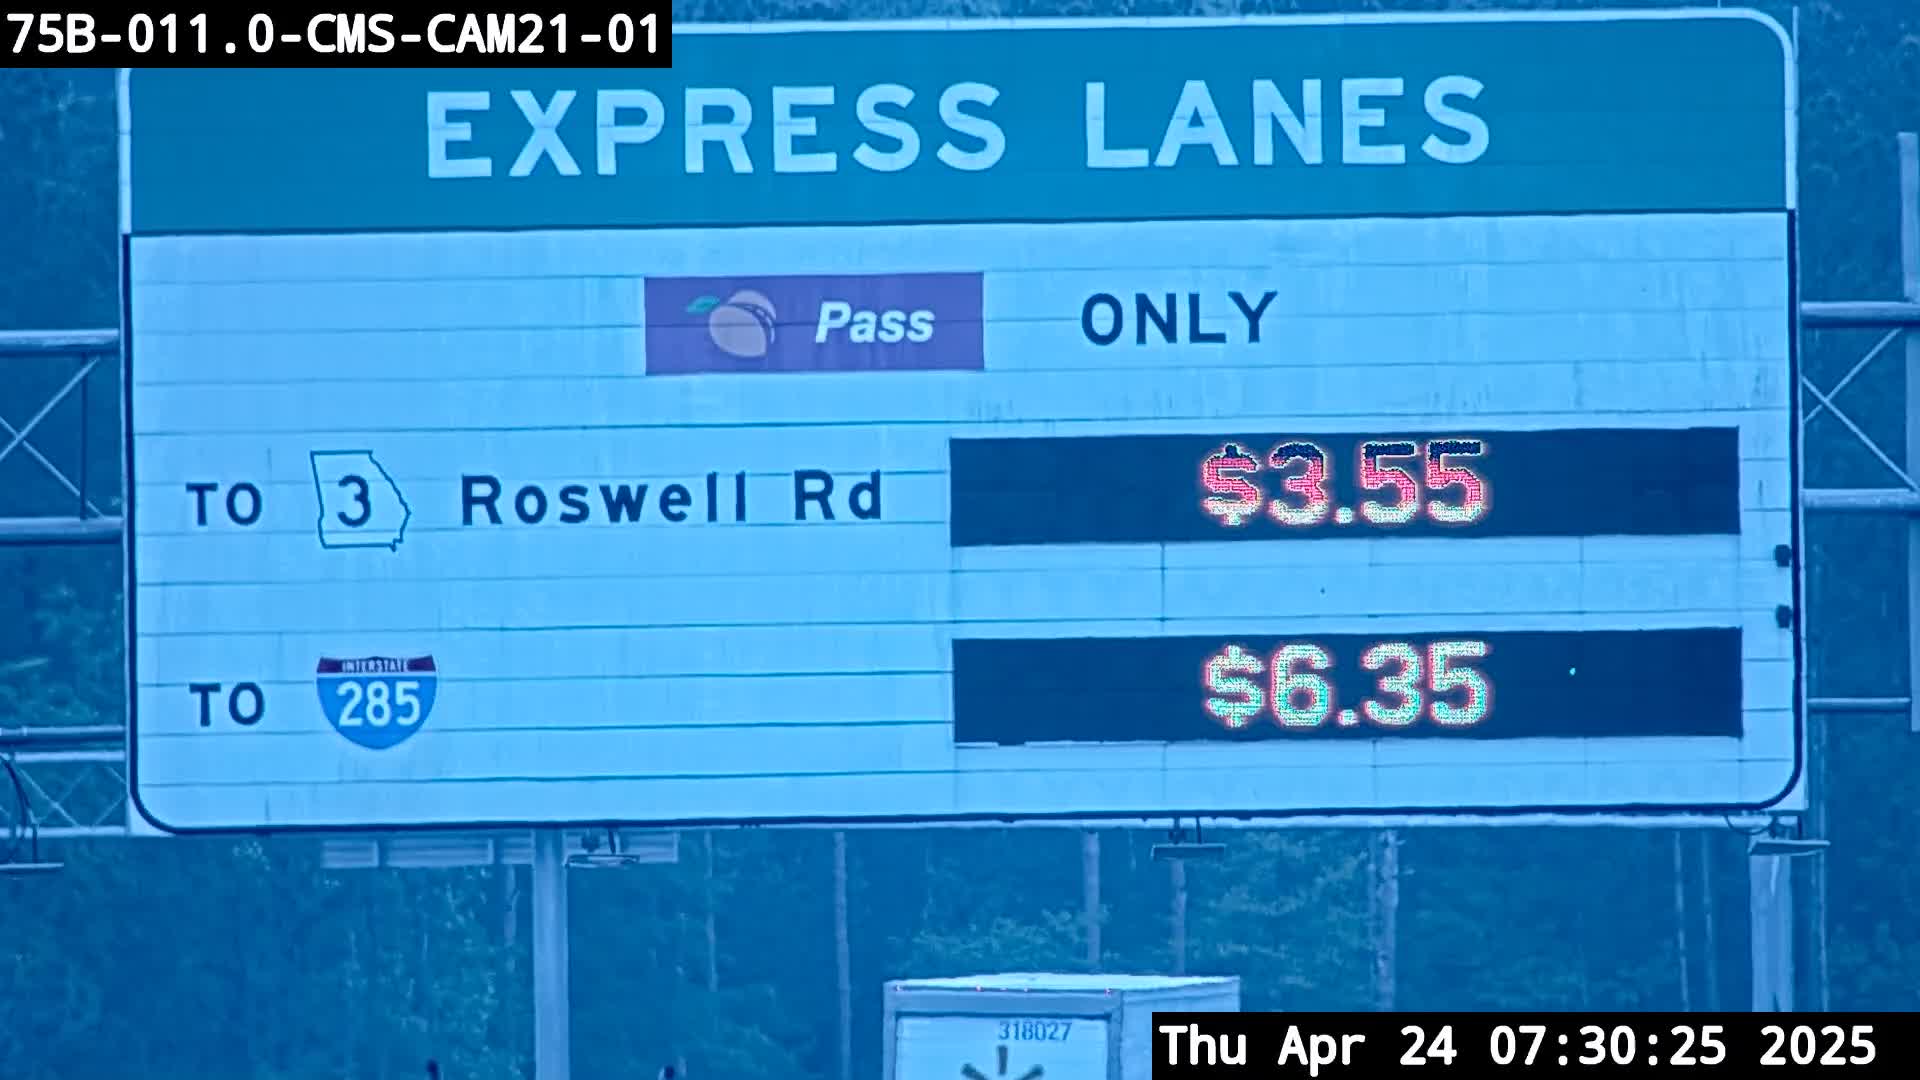 75B-011.0-CMS-CAM21-01
EXPRESS LANES
Pass ONLY
TO 3 Roswell Rd $3.55
INTERSTATE
TO 285 $6.35
318027
Thu Apr 24 07:30:25 2025